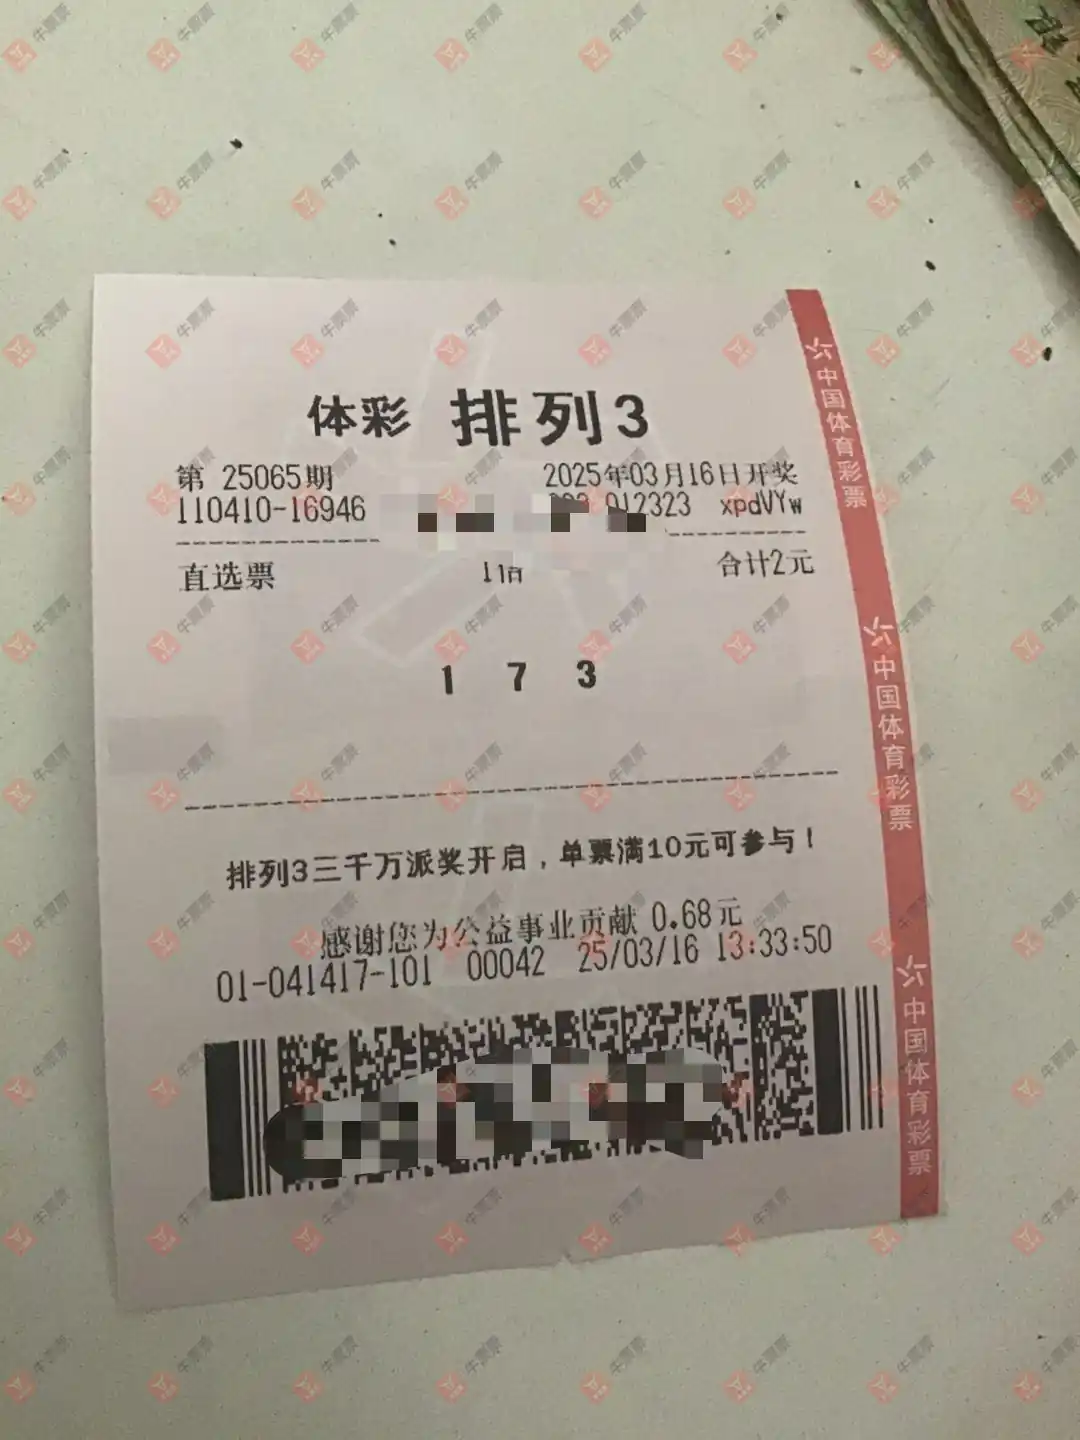 体彩 排列3
第 25065期 2025年03月16日开奖
110410-16946 012323 xpdVYw
直选票 1倍 合计2元
1 7 3
排列3三千万派奖开启，单票满10元可参与！
感谢您为公益事业贡献 0.68元
01-041417-101 00042 25/03/16 13:33:50
中国体育彩票
中国体育彩票
中国体育彩票
牛票票